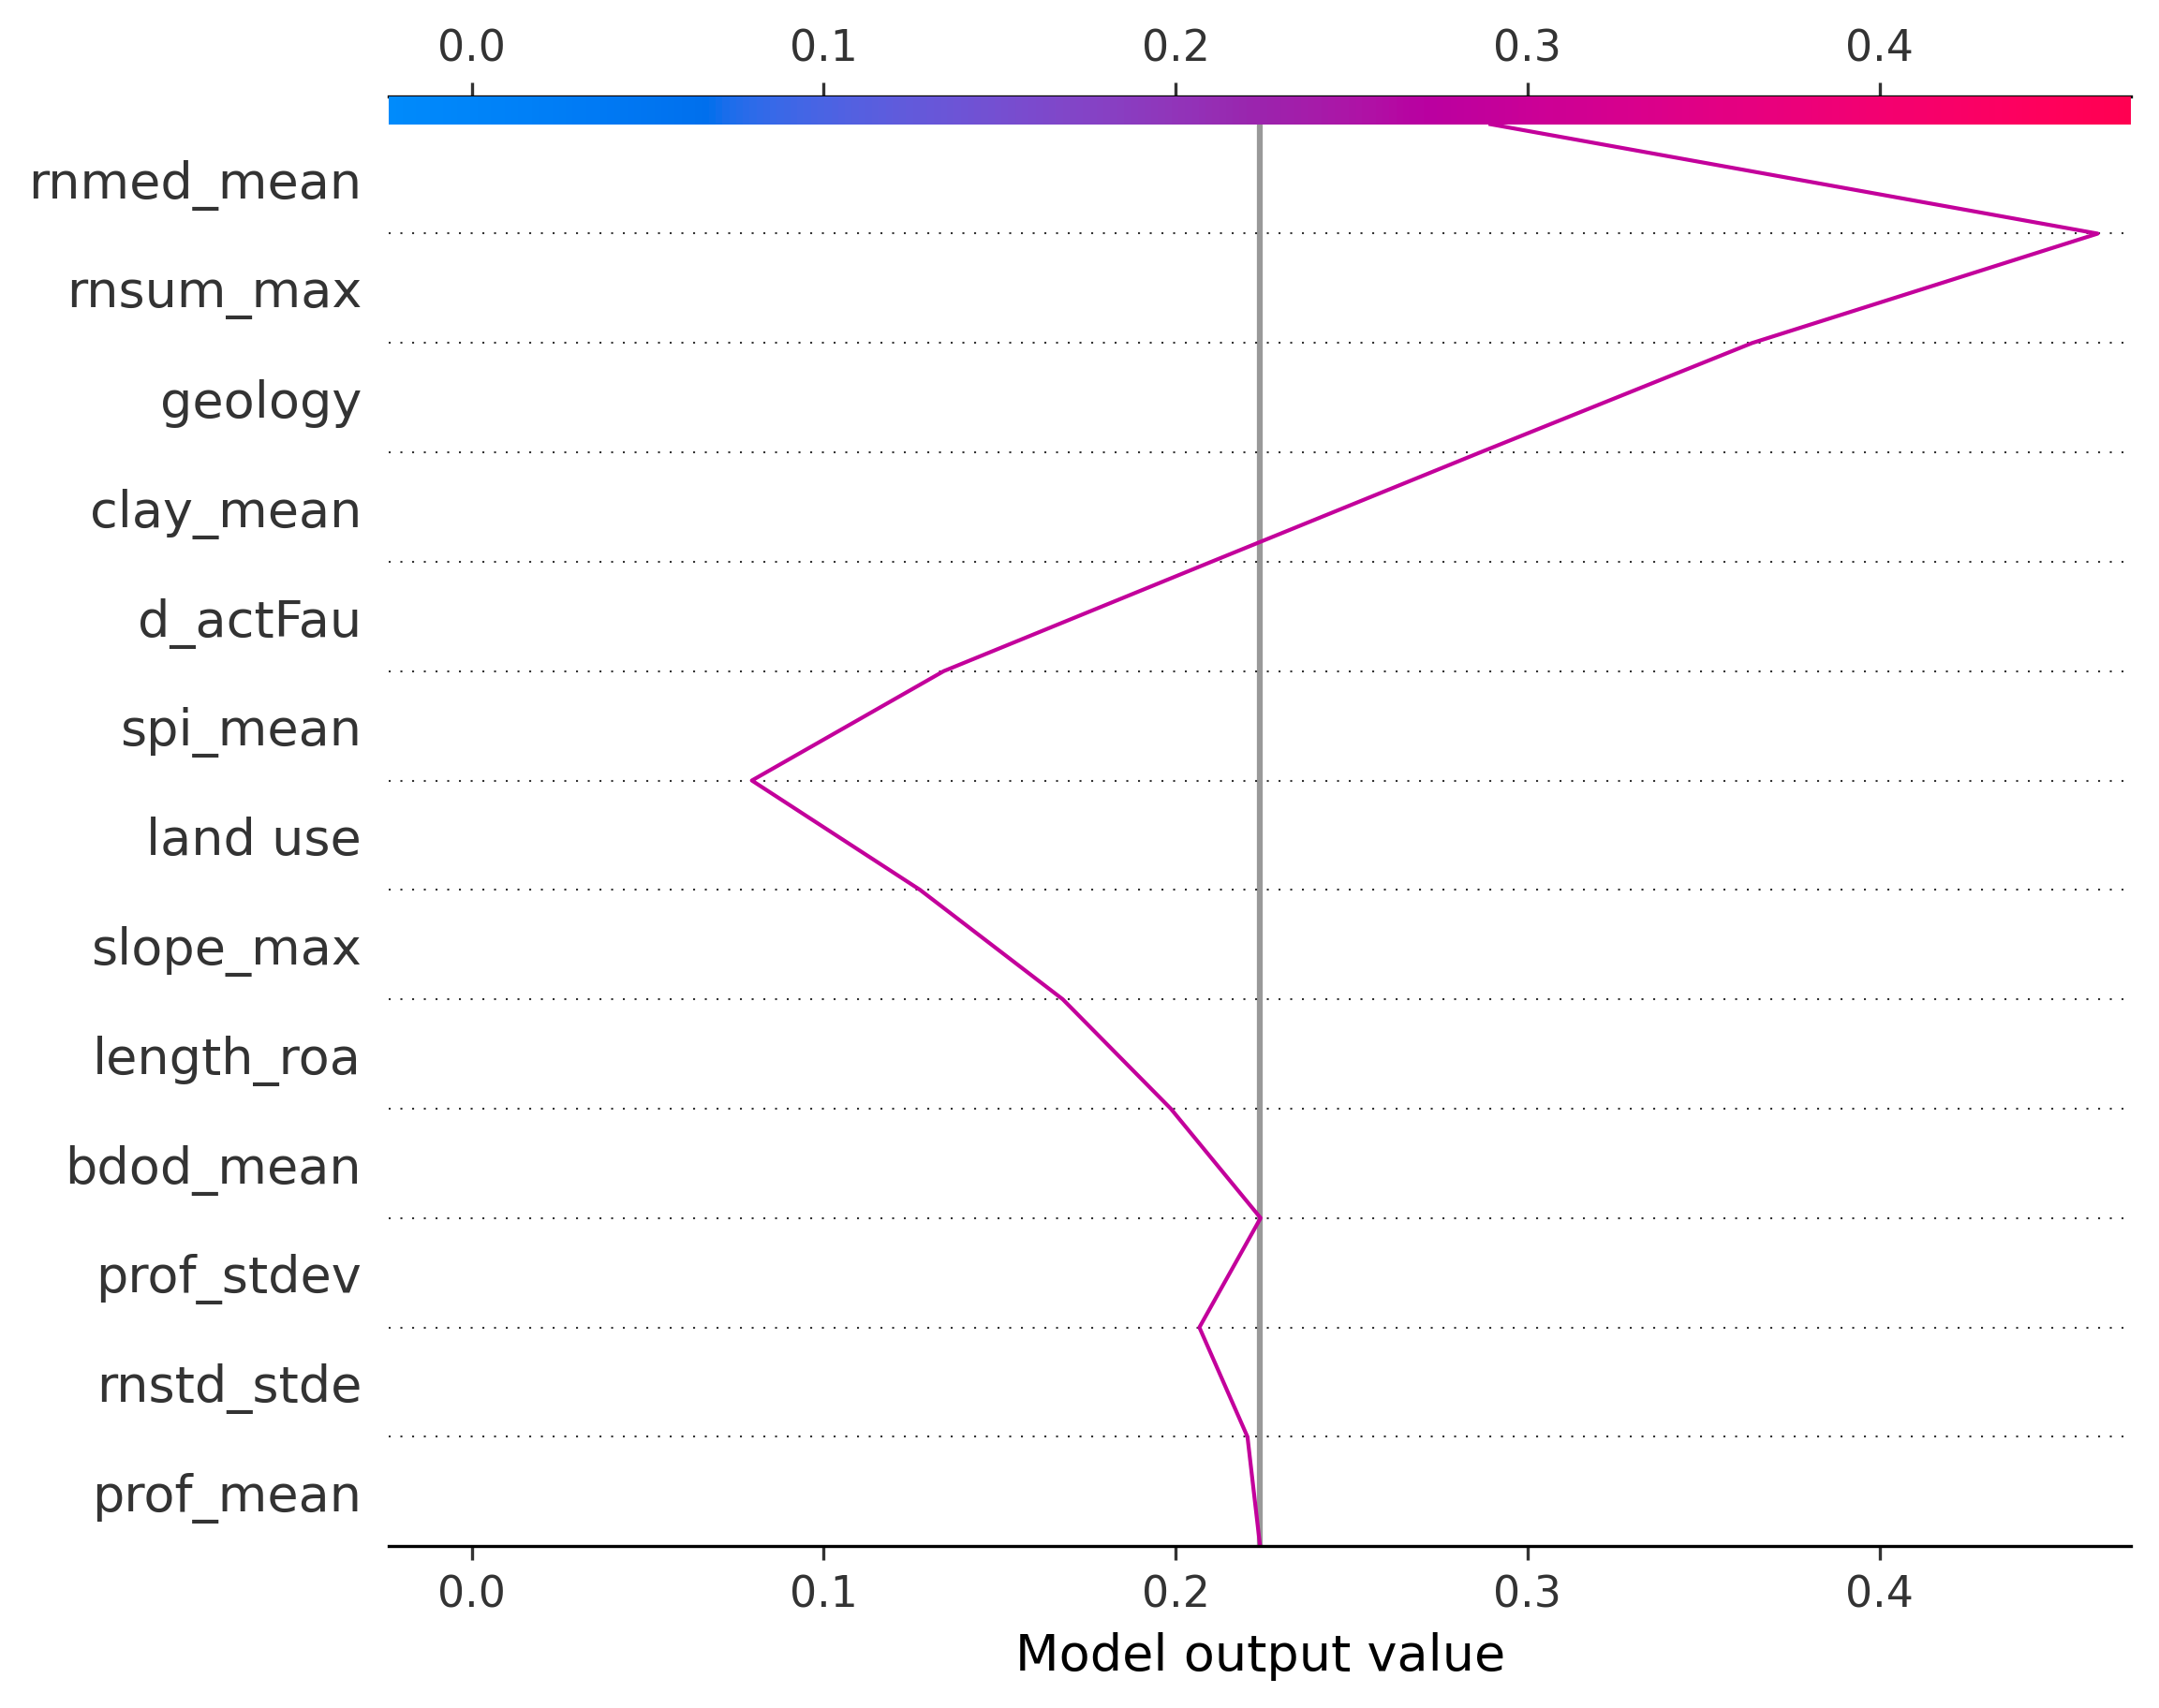 0.0 0.1 0.2 0.3 0.4
rnmed_mean
rnsum_max
geology
clay_mean
d_actFau
spi_mean
land use
slope_max
length_roa
bdod_mean
prof_stdev
rnstd_stde
prof_mean
0.0 0.1 0.2 0.3 0.4
Model output value